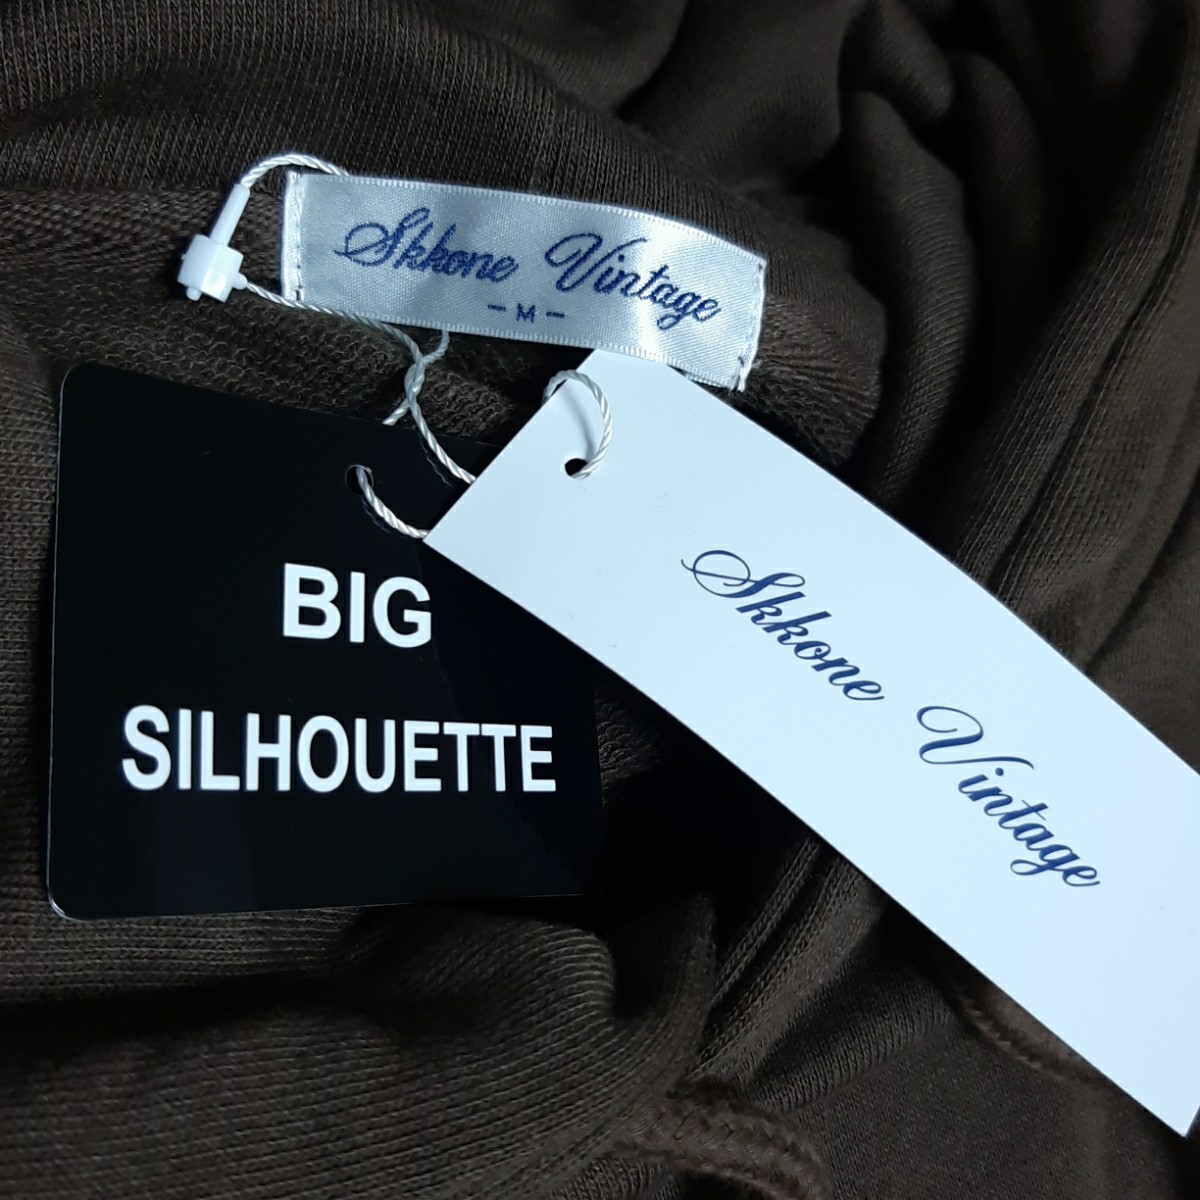 Skkone Vintage
- M -
BIG
SILHOUETTE
Skkone Vintage